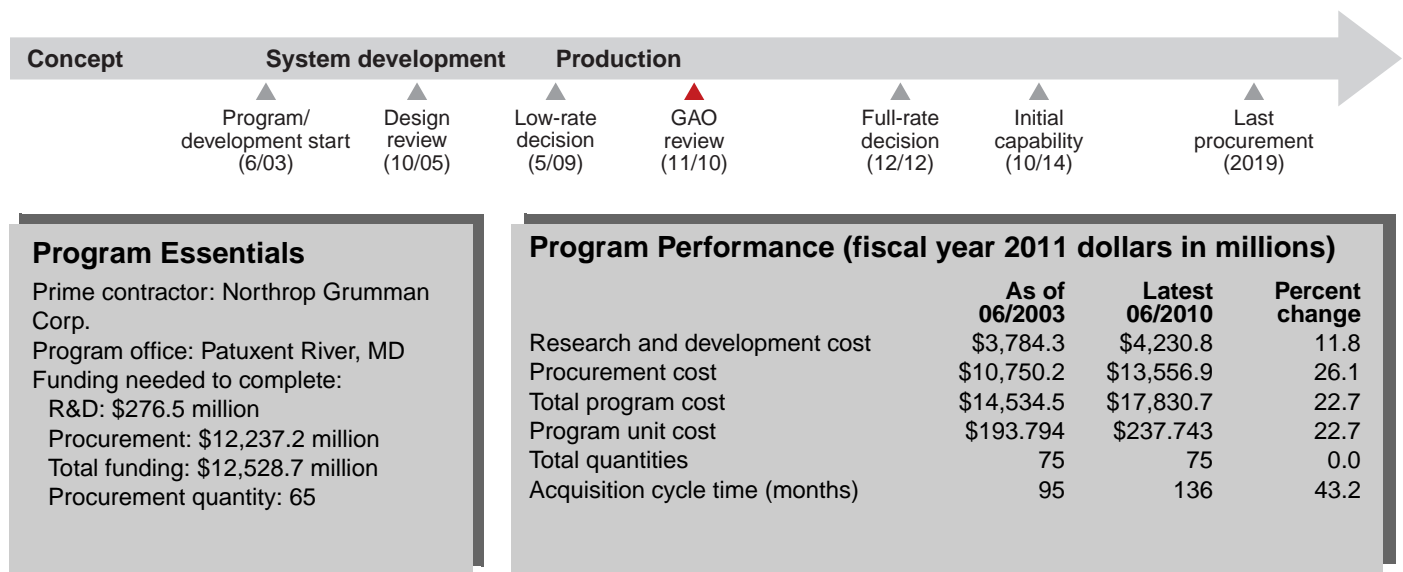 Concept System development Production
Program/
development start
(6/03)
Design
review
(10/05)
Low-rate
decision
(5/09)
GAO
review
(11/10)
Full-rate
decision
(12/12)
Initial
capability
(10/14)
Last
procurement
(2019)
Program Essentials
Prime contractor: Northrop Grumman
Corp.
Program office: Patuxent River, MD
Funding needed to complete:
R&D: $276.5 million
Procurement: $12,237.2 million
Total funding: $12,528.7 million
Procurement quantity: 65
Program Performance (fiscal year 2011 dollars in millions)
As of
06/2003
Latest
06/2010
Percent
change
Research and development cost $3,784.3 $4,230.8 11.8
Procurement cost $10,750.2 $13,556.9 26.1
Total program cost $14,534.5 $17,830.7 22.7
Program unit cost $193.794 $237.743 22.7
Total quantities 75 75 0.0
Acquisition cycle time (months) 95 136 43.2